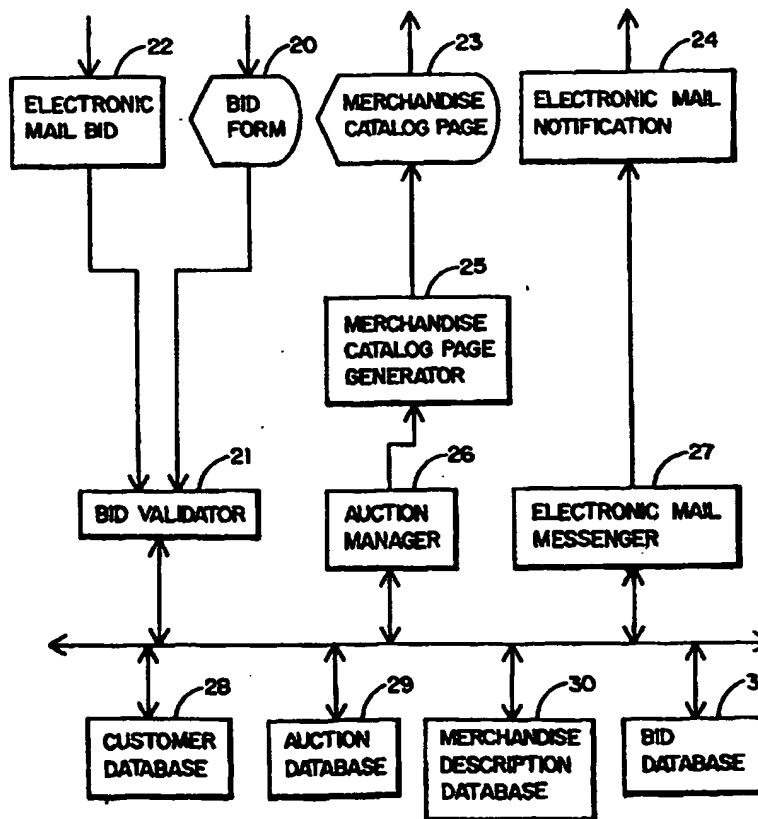 22
20
23
24
ELECTRONIC
MAIL BID
BID
FORM
MERCHANDISE
CATALOG PAGE
ELECTRONIC MAIL
NOTIFICATION
25
MERCHANDISE
CATALOG PAGE
GENERATOR
21
26
27
BID VALIDATOR
AUCTION
MANAGER
ELECTRONIC MAIL
MESSENGER
28
29
30
3
CUSTOMER
DATABASE
AUCTION
DATABASE
MERCHANDISE
DESCRIPTION
DATABASE
BID
DATABASE